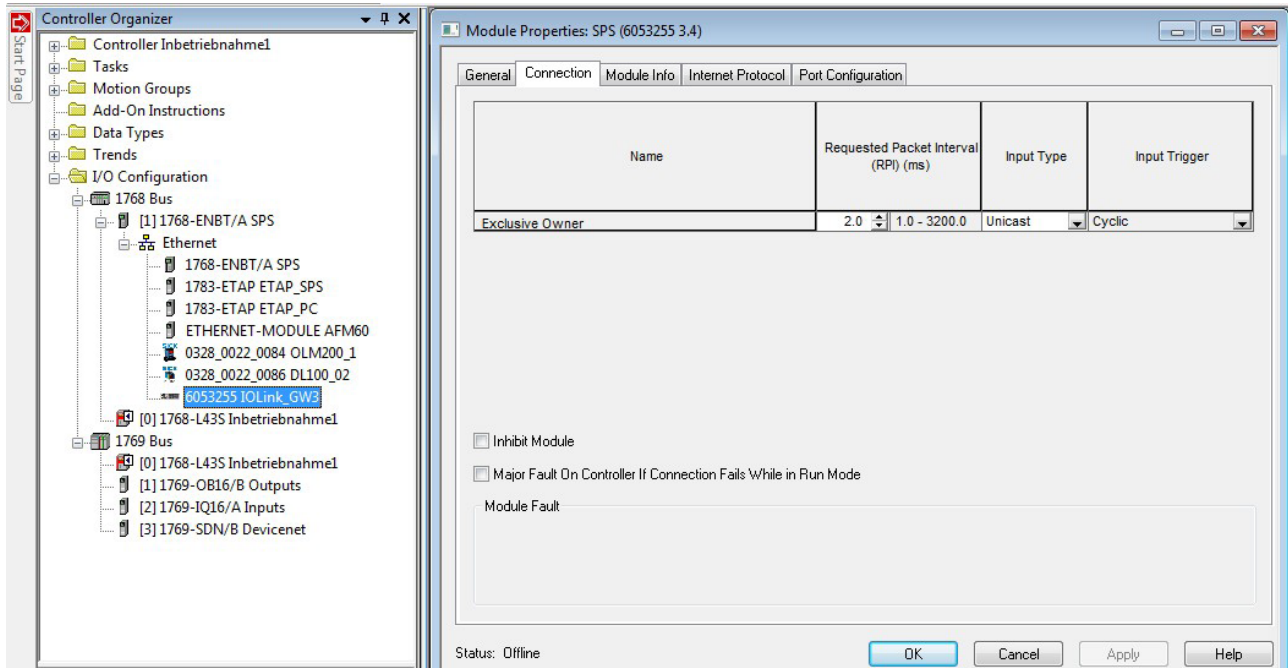 Start Page
Controller Organizer
Controller Inbetriebnahme1
Tasks
Motion Groups
Add-On Instructions
Data Types
Trends
I/O Configuration
1768 Bus
[1] 1768-ENBT/A SPS
Ethernet
1768-ENBT/A SPS
1783-ETAP ETAP_SPS
1783-ETAP ETAP_PC
ETHERNET-MODULE AFM60
0328_0022_0084 OLM200_1
0328_0022_0086 DL100_02
6053255 IOLink_GW3
[0] 1768-L43S Inbetriebnahme1
1769 Bus
[0] 1768-L43S Inbetriebnahme1
[1] 1769-OB16/B Outputs
[2] 1769-IQ16/A Inputs
[3] 1769-SDN/B Devicenet
Module Properties: SPS (6053255 3.4)
General Connection Module Info Internet Protocol Port Configuration
Name Requested Packet Interval (RPI) (ms) Input Type Input Trigger
Exclusive Owner 2.0 1.0 - 3200.0 Unicast Cyclic
Inhibit Module
Major Fault On Controller If Connection Fails While in Run Mode
Module Fault
Status: Offline OK Cancel Apply Help